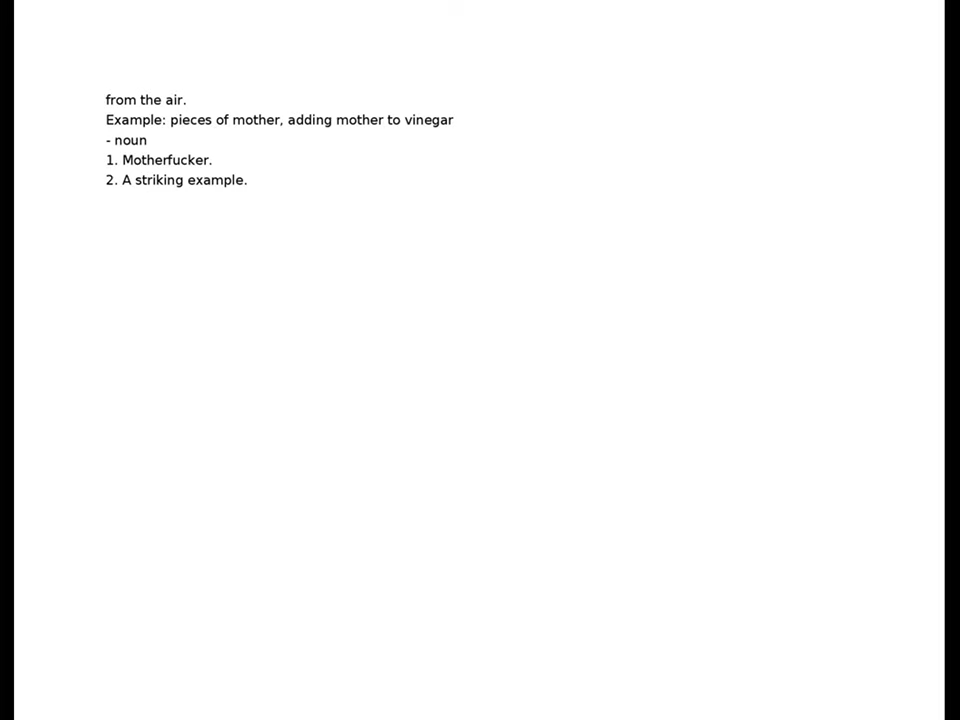 from the air.
Example: pieces of mother, adding mother to vinegar
- noun
1. Motherfucker.
2. A striking example.